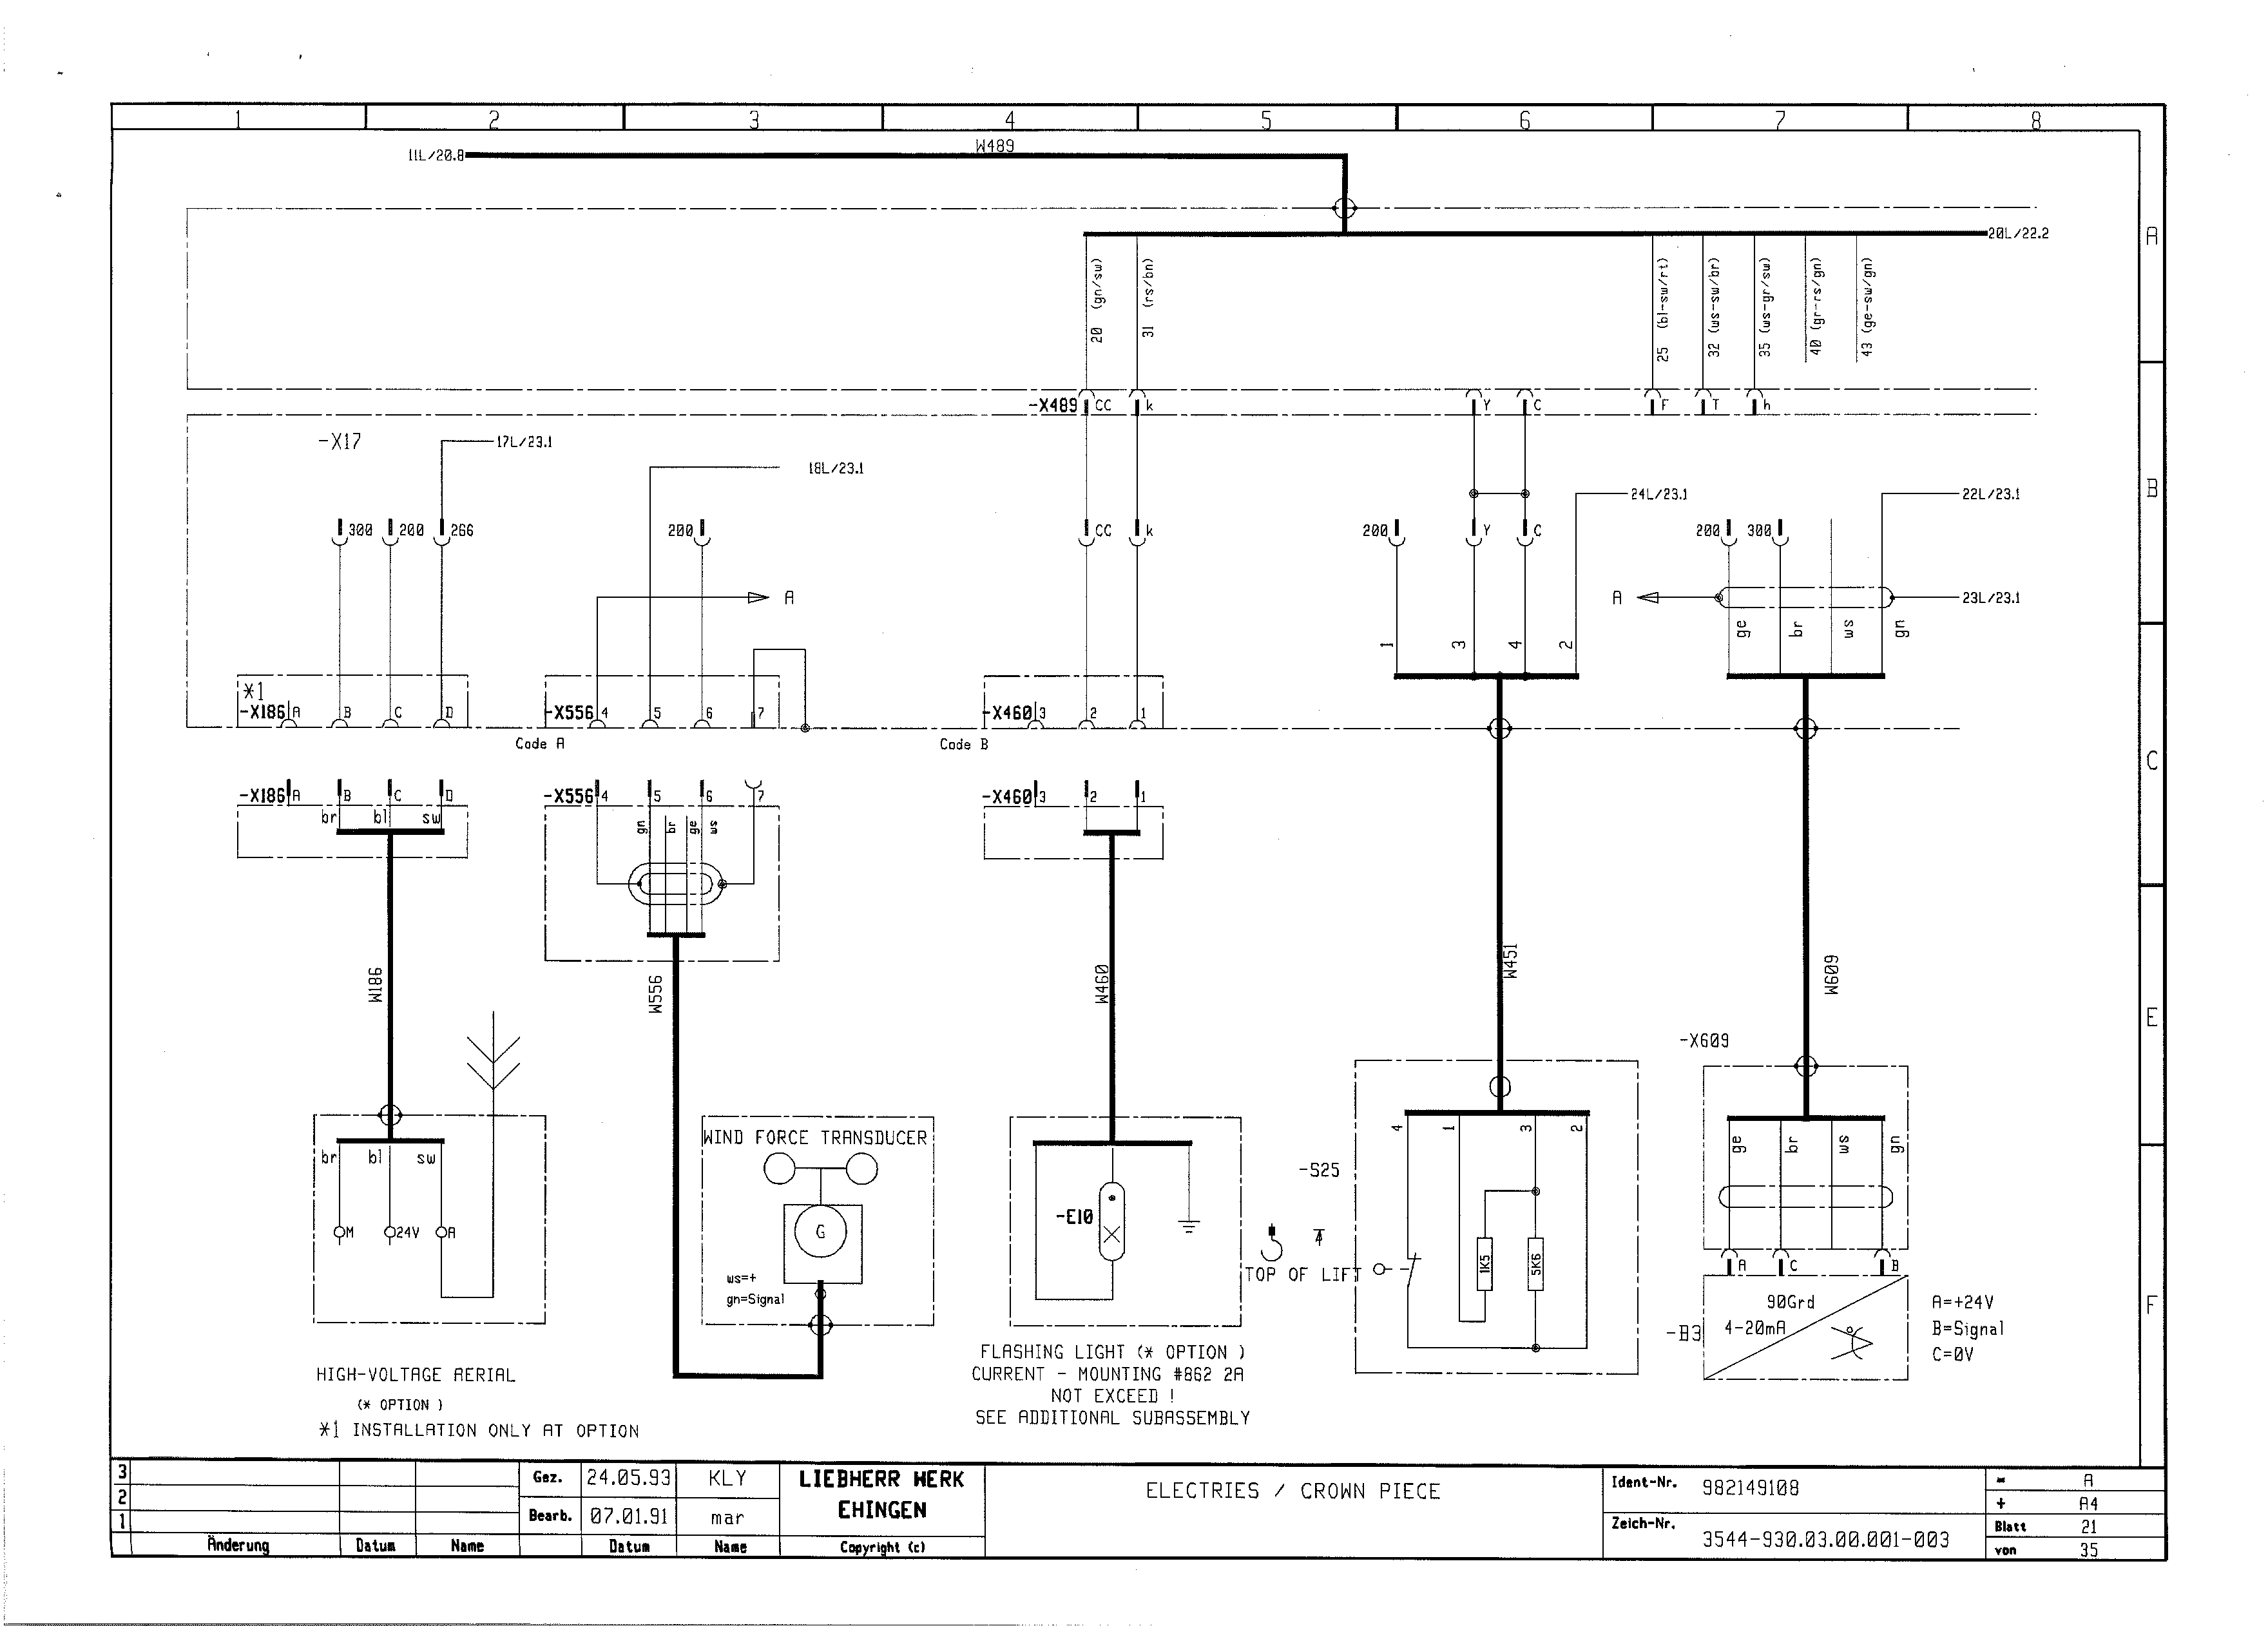 1 2 3 4 5 6 7 8
W489
11L/20.8
20L/22.2
A
20 (gn/sw)
31 (rs/bn)
25 (bl-sw/rt)
32 (ws-sw/br)
35 (ws-gr/sw)
40 (gr-rs/gn)
43 (ge-sw/gn)
-X489 CC k Y C F T h
-X17
17L/23.1
18L/23.1
24L/23.1
22L/23.1
B
300 200 266 200 CC k 200 Y C 200 300
A
A
23L/23.1
1 3 4 2
ge br ws gn
*1
-X186 A B C D
-X556 4 5 6 7
-X460 3 2 1
Code A
Code B
C
-X186 A B C D
-X556 4 5 6 7
-X460 3 2 1
br bl sw
gn br ge ws
W186
W556
W460
W451
W609
E
-X609
WIND FORCE TRANSDUCER
4 1 3 2
ge br ws gn
br bl sw
-S25
-E10
M 24V A
G
1K5
5K6
TOP OF LIFT
A C B
ws=+
gn=Signal
90Grd
4-20mA
-B3
A=+24V
B=Signal
C=0V
F
FLASHING LIGHT (* OPTION )
CURRENT - MOUNTING #862 2A
NOT EXCEED !
SEE ADDITIONAL SUBASSEMBLY
HIGH-VOLTAGE AERIAL
(* OPTION )
*1 INSTALLATION ONLY AT OPTION
3
2
1
Änderung Datum Name
Gez. 24.05.93 KLY
Bearb. 07.01.91 mar
Datum Name
LIEBHERR WERK
EHINGEN
Copyright (c)
ELECTRIES / CROWN PIECE
Ident-Nr. 982149108
Zeich-Nr. 3544-930.03.00.001-003
= A
+ A4
Blatt 21
von 35